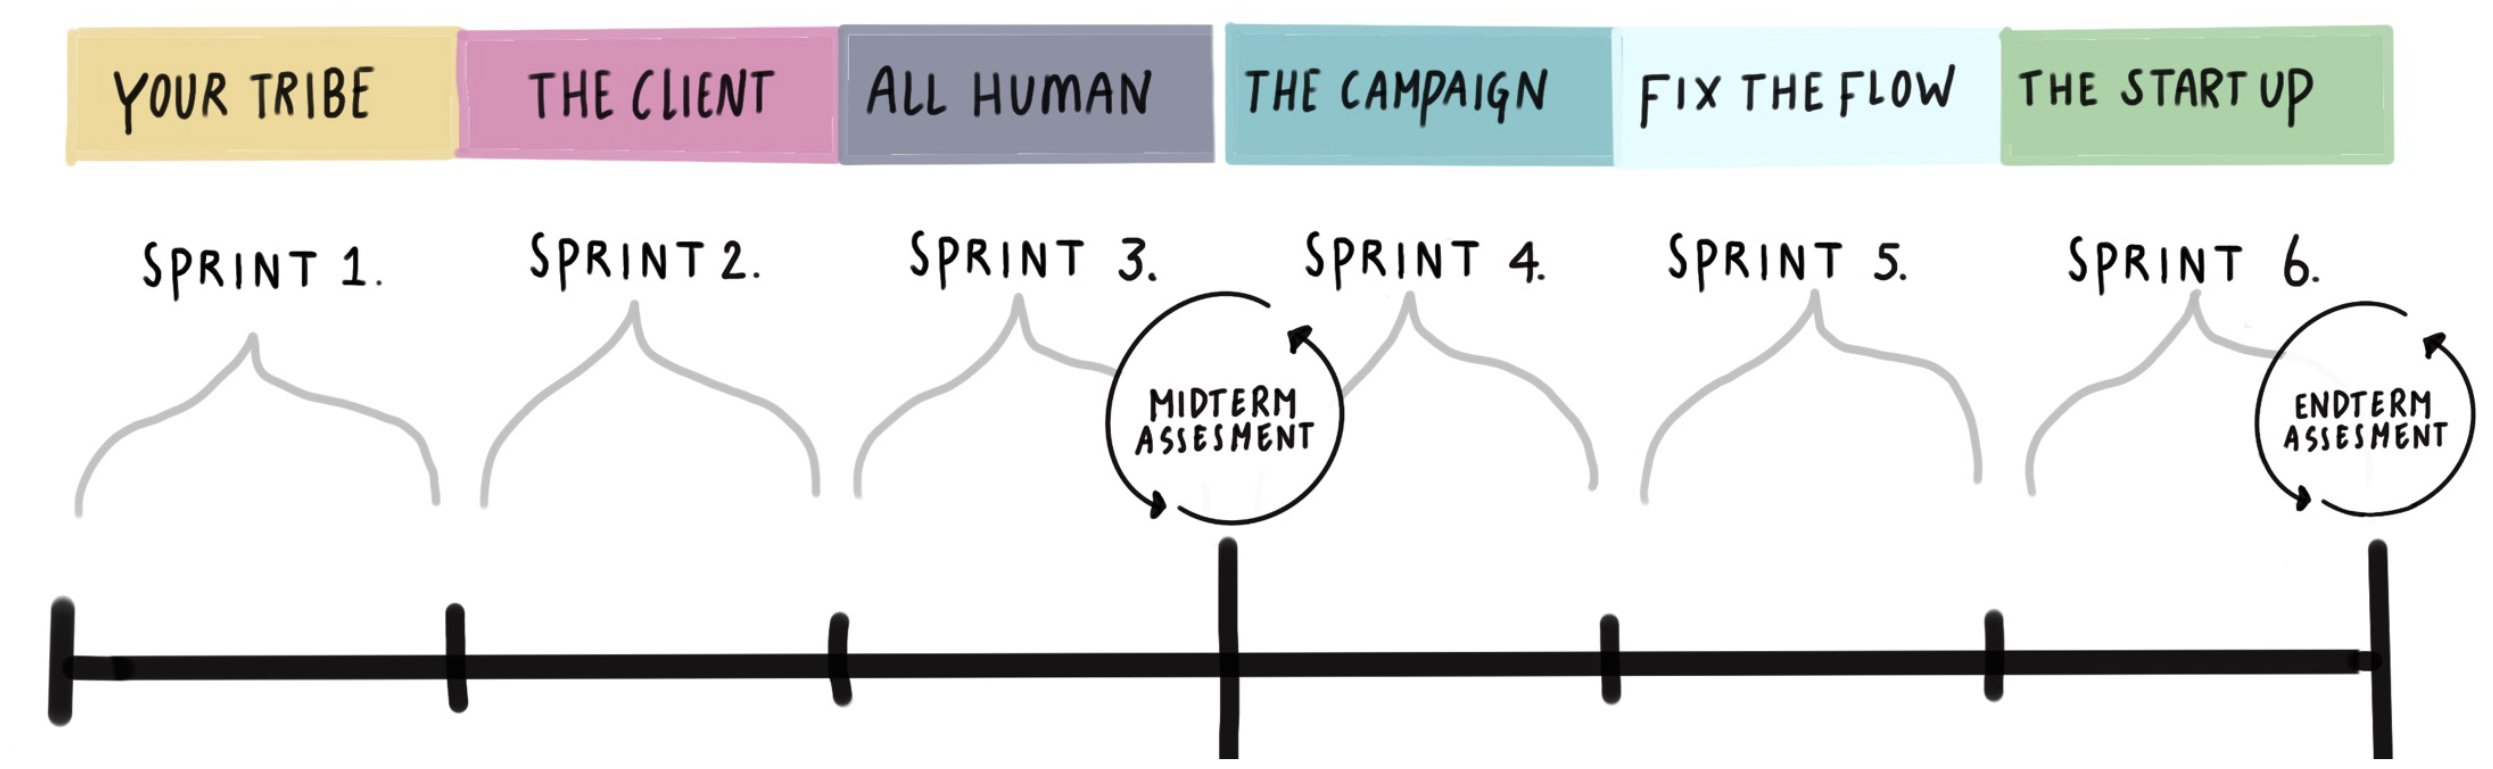 YOUR TRIBE
THE CLIENT
ALL HUMAN
THE CAMPAIGN
FIX THE FLOW
THE START UP
SPRINT 1.
SPRINT 2.
SPRINT 3.
SPRINT 4.
SPRINT 5.
SPRINT 6.
MIDTERM
ASSESMENT
ENDTERM
ASSESMENT